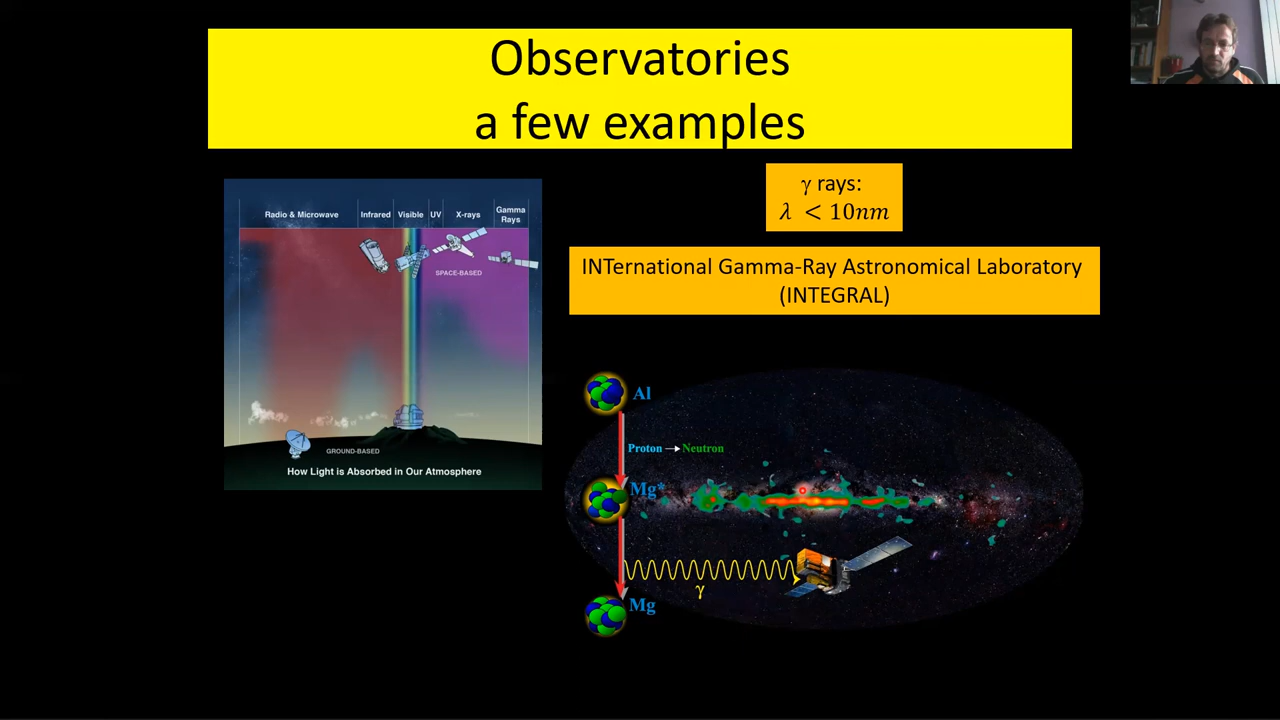 Observatories
a few examples
γ rays:
λ < 10nm
INTernational Gamma-Ray Astronomical Laboratory
(INTEGRAL)
Radio & Microwave Infrared Visible UV X-rays Gamma Rays
SPACE-BASED
GROUND-BASED
How Light is Absorbed in Our Atmosphere
Al
Proton → Neutron
Mg*
γ
Mg